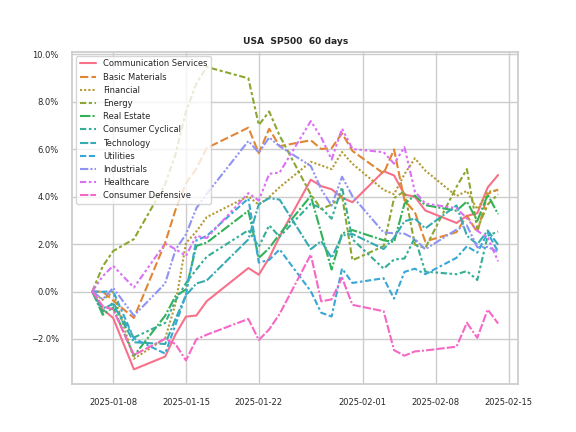 USA SP500 60 days
10.0%
8.0%
6.0%
4.0%
2.0%
0.0%
−2.0%
Communication Services
Basic Materials
Financial
Energy
Real Estate
Consumer Cyclical
Technology
Utilities
Industrials
Healthcare
Consumer Defensive
2025-01-08
2025-01-15
2025-01-22
2025-02-01
2025-02-08
2025-02-15